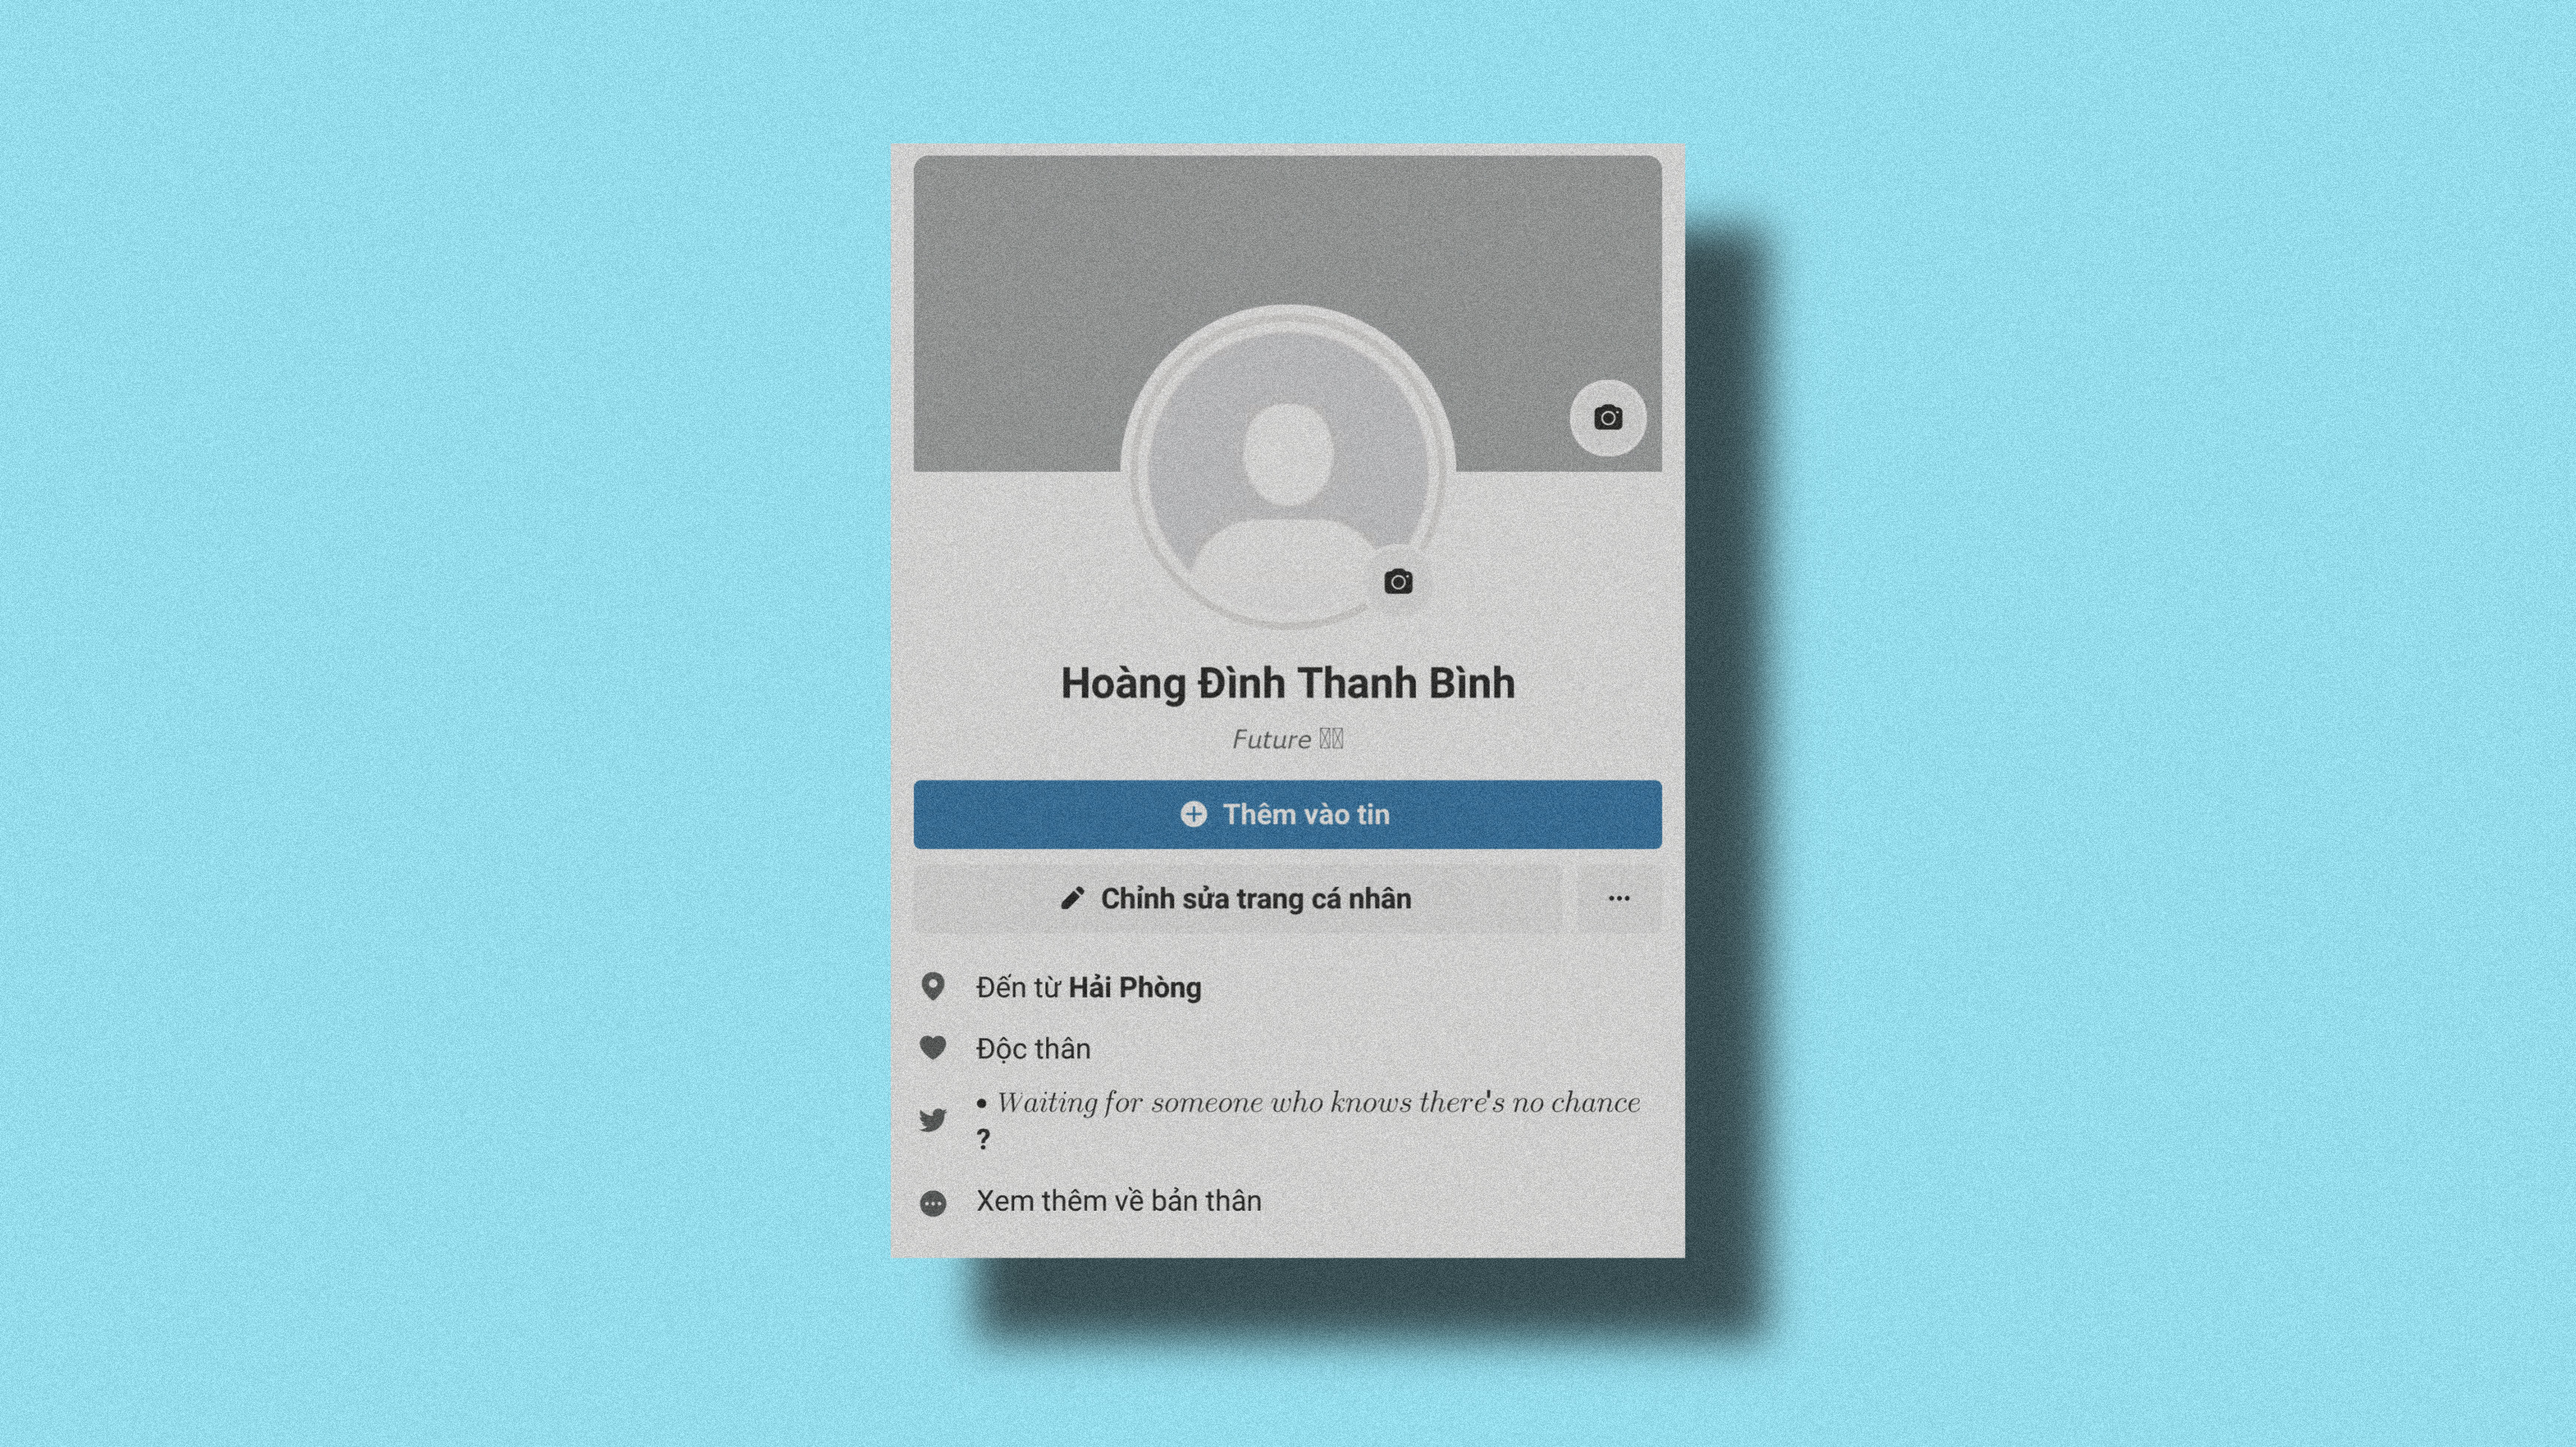 Hoàng Đình Thanh Bình
Future
Thêm vào tin
Chỉnh sửa trang cá nhân
Đến từ Hải Phòng
Độc thân
• Waiting for someone who knows there's no chance
?
Xem thêm về bản thân